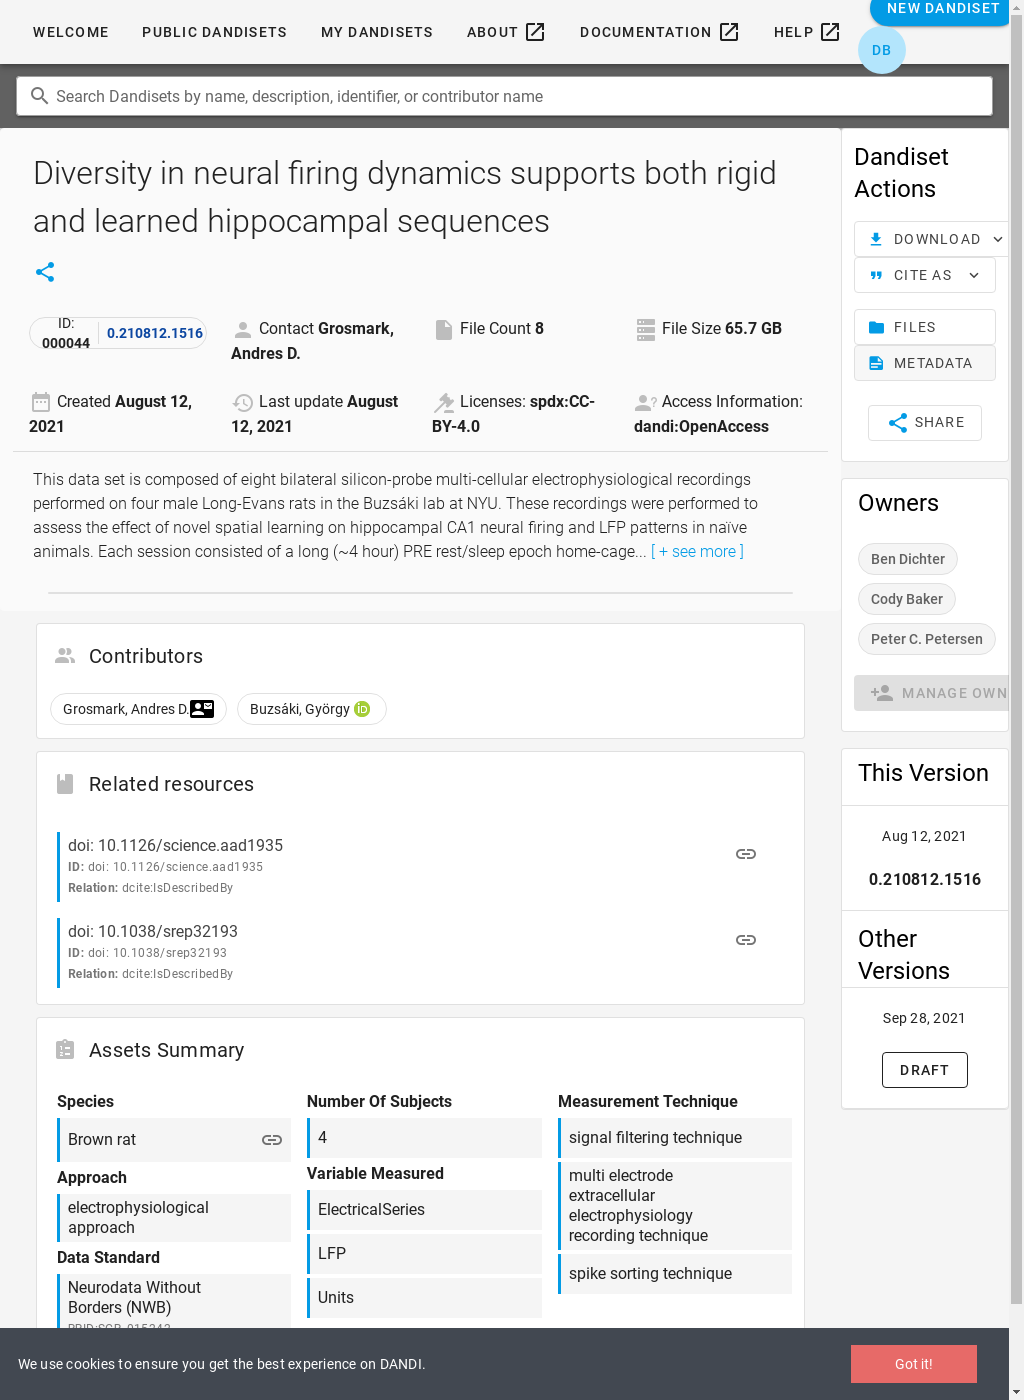 WELCOME
PUBLIC DANDISETS
MY DANDISETS
ABOUT
DOCUMENTATION
HELP
NEW DANDISET
DB
Search Dandisets by name, description, identifier, or contributor name
Diversity in neural firing dynamics supports both rigid
and learned hippocampal sequences
ID:
000044
0.210812.1516
Contact Grosmark,
Andres D.
File Count 8
File Size 65.7 GB
Created August 12,
2021
Last update August
12, 2021
Licenses: spdx:CC-
BY-4.0
Access Information:
dandi:OpenAccess
This data set is composed of eight bilateral silicon-probe multi-cellular electrophysiological recordings
performed on four male Long-Evans rats in the Buzsáki lab at NYU. These recordings were performed to
assess the effect of novel spatial learning on hippocampal CA1 neural firing and LFP patterns in naïve
animals. Each session consisted of a long (~4 hour) PRE rest/sleep epoch home-cage... [ + see more ]
Contributors
Grosmark, Andres D.
Buzsáki, György
iD
Related resources
doi: 10.1126/science.aad1935
ID: doi: 10.1126/science.aad1935
Relation: dcite:IsDescribedBy
doi: 10.1038/srep32193
ID: doi: 10.1038/srep32193
Relation: dcite:IsDescribedBy
Assets Summary
Species
Brown rat
Approach
electrophysiological
approach
Data Standard
Neurodata Without
Borders (NWB)
Number Of Subjects
4
Variable Measured
ElectricalSeries
LFP
Units
Measurement Technique
signal filtering technique
multi electrode
extracellular
electrophysiology
recording technique
spike sorting technique
Dandiset
Actions
DOWNLOAD
CITE AS
FILES
METADATA
SHARE
Owners
Ben Dichter
Cody Baker
Peter C. Petersen
MANAGE OWN
This Version
Aug 12, 2021
0.210812.1516
Other
Versions
Sep 28, 2021
DRAFT
We use cookies to ensure you get the best experience on DANDI.
Got it!